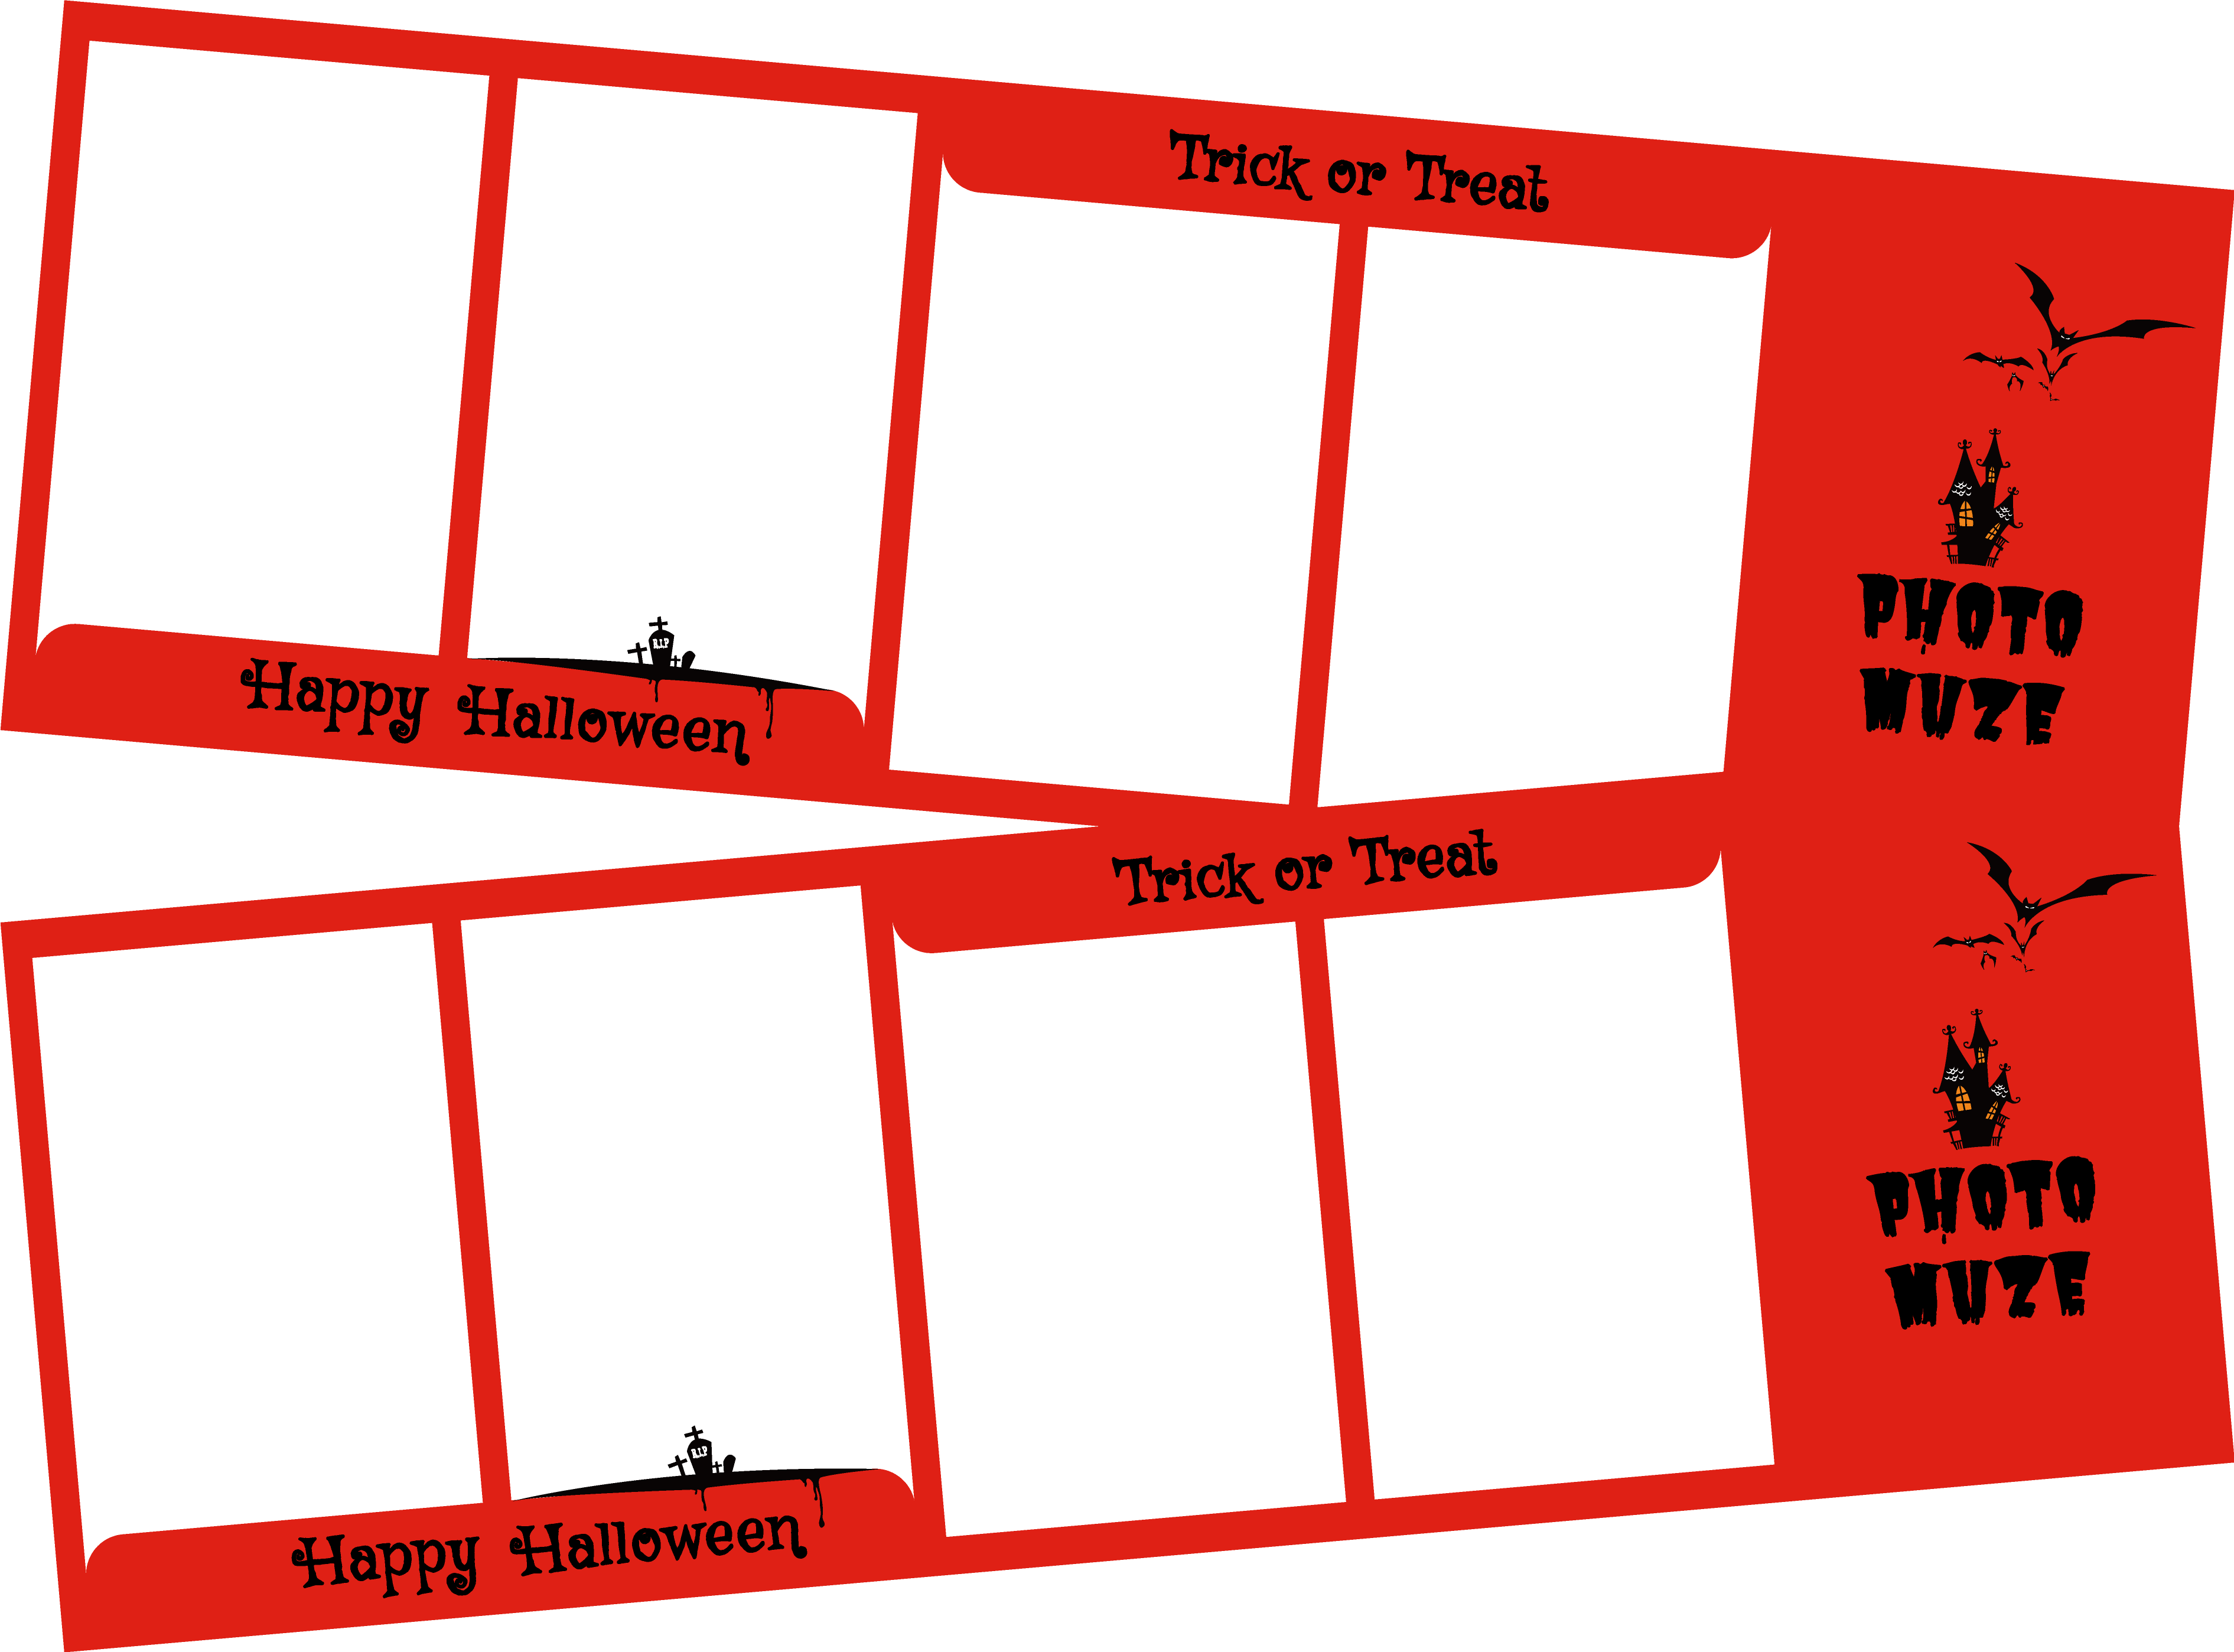 Trick or Treat
RIP
Happy Halloween
PHOTO
MUZE
Trick or Treat
RIP
Happy Halloween
PHOTO
MUZE